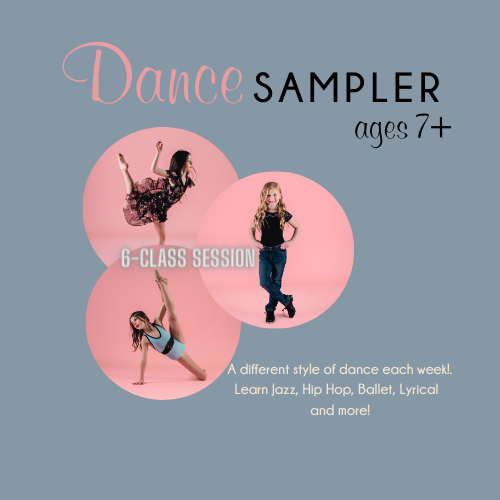 Dance SAMPLER
ages 7+
6-CLASS SESSION
A different style of dance each week!.
Learn Jazz, Hip Hop, Ballet, Lyrical
and more!